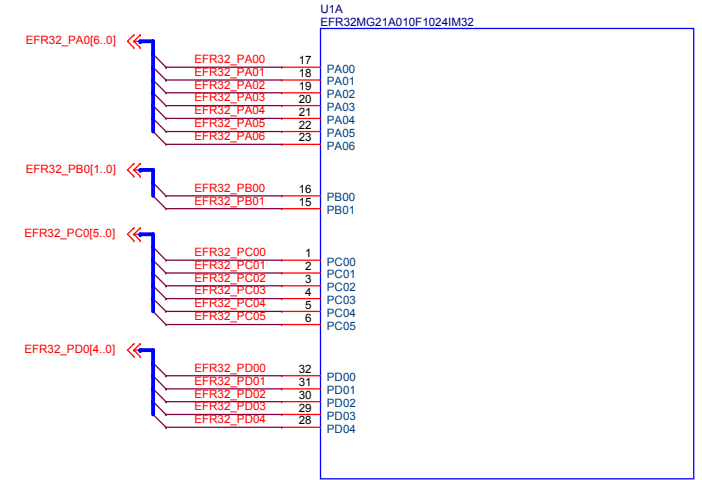 U1A
EFR32MG21A010F1024IM32
EFR32_PA0[6..0]
EFR32_PA00 17 PA00
EFR32_PA01 18 PA01
EFR32_PA02 19 PA02
EFR32_PA03 20 PA03
EFR32_PA04 21 PA04
EFR32_PA05 22 PA05
EFR32_PA06 23 PA06
EFR32_PB0[1..0]
EFR32_PB00 16 PB00
EFR32_PB01 15 PB01
EFR32_PC0[5..0]
EFR32_PC00 1 PC00
EFR32_PC01 2 PC01
EFR32_PC02 3 PC02
EFR32_PC03 4 PC03
EFR32_PC04 5 PC04
EFR32_PC05 6 PC05
EFR32_PD0[4..0]
EFR32_PD00 32 PD00
EFR32_PD01 31 PD01
EFR32_PD02 30 PD02
EFR32_PD03 29 PD03
EFR32_PD04 28 PD04